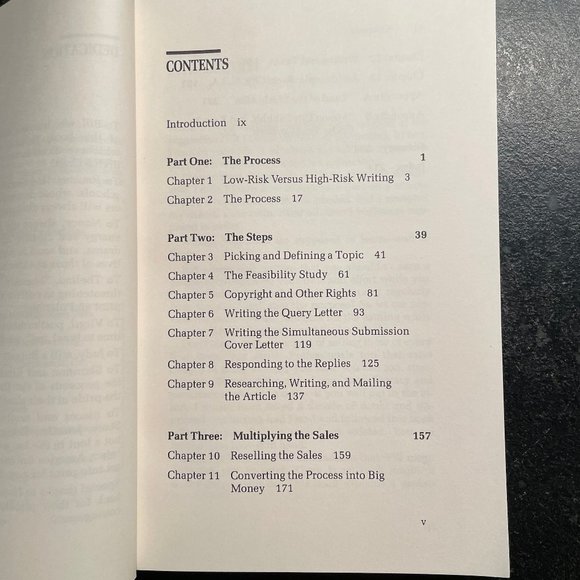 CONTENTS
Introduction ix
Part One: The Process 1
Chapter 1 Low-Risk Versus High-Risk Writing 3
Chapter 2 The Process 17
Part Two: The Steps 39
Chapter 3 Picking and Defining a Topic 41
Chapter 4 The Feasibility Study 61
Chapter 5 Copyright and Other Rights 81
Chapter 6 Writing the Query Letter 93
Chapter 7 Writing the Simultaneous Submission
Cover Letter 119
Chapter 8 Responding to the Replies 125
Chapter 9 Researching, Writing, and Mailing
the Article 137
Part Three: Multiplying the Sales 157
Chapter 10 Reselling the Sales 159
Chapter 11 Converting the Process into Big
Money 171
v